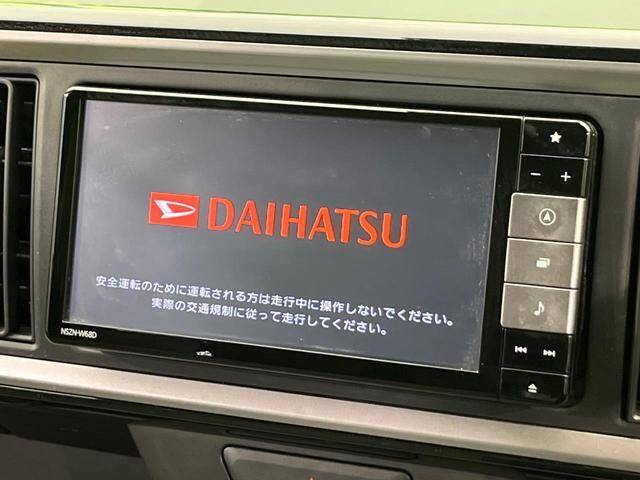 DAIHATSU
安全運転のために運転される方は走行中に操作しないでください。
実際の交通規制に従って走行してください。
NSZN-W68D